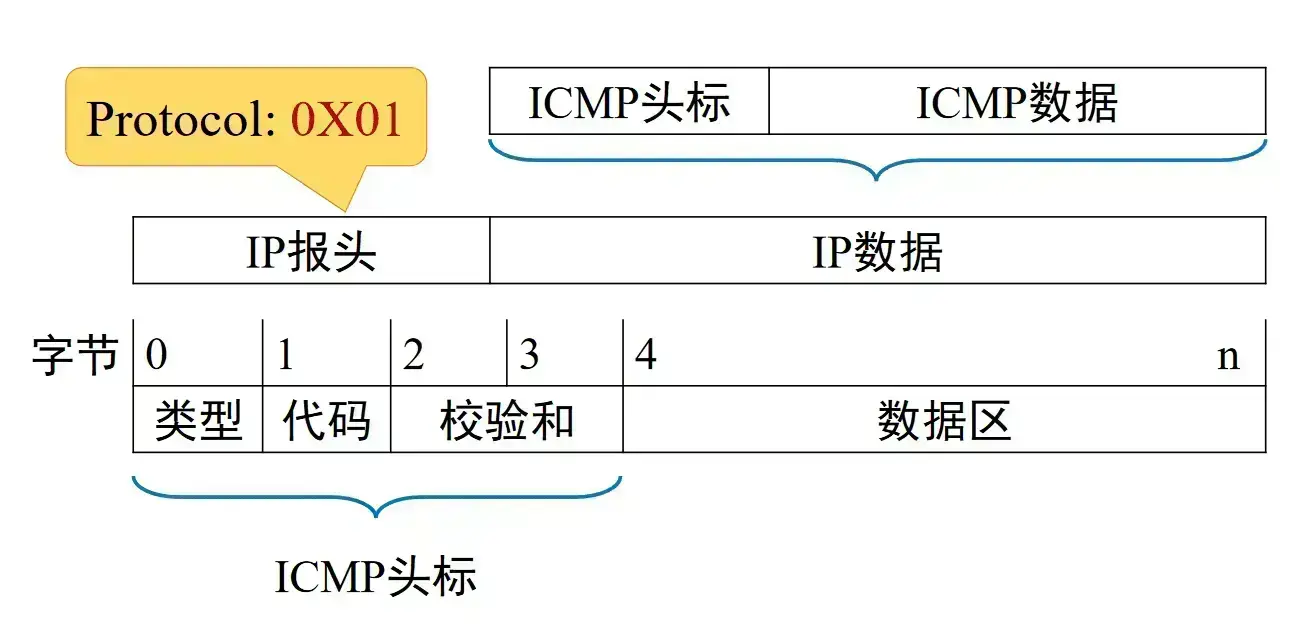 Protocol: 0X01
ICMP头标 ICMP数据
IP报头 IP数据
字节 0 1 2 3 4 n
类型 代码 校验和 数据区
ICMP头标